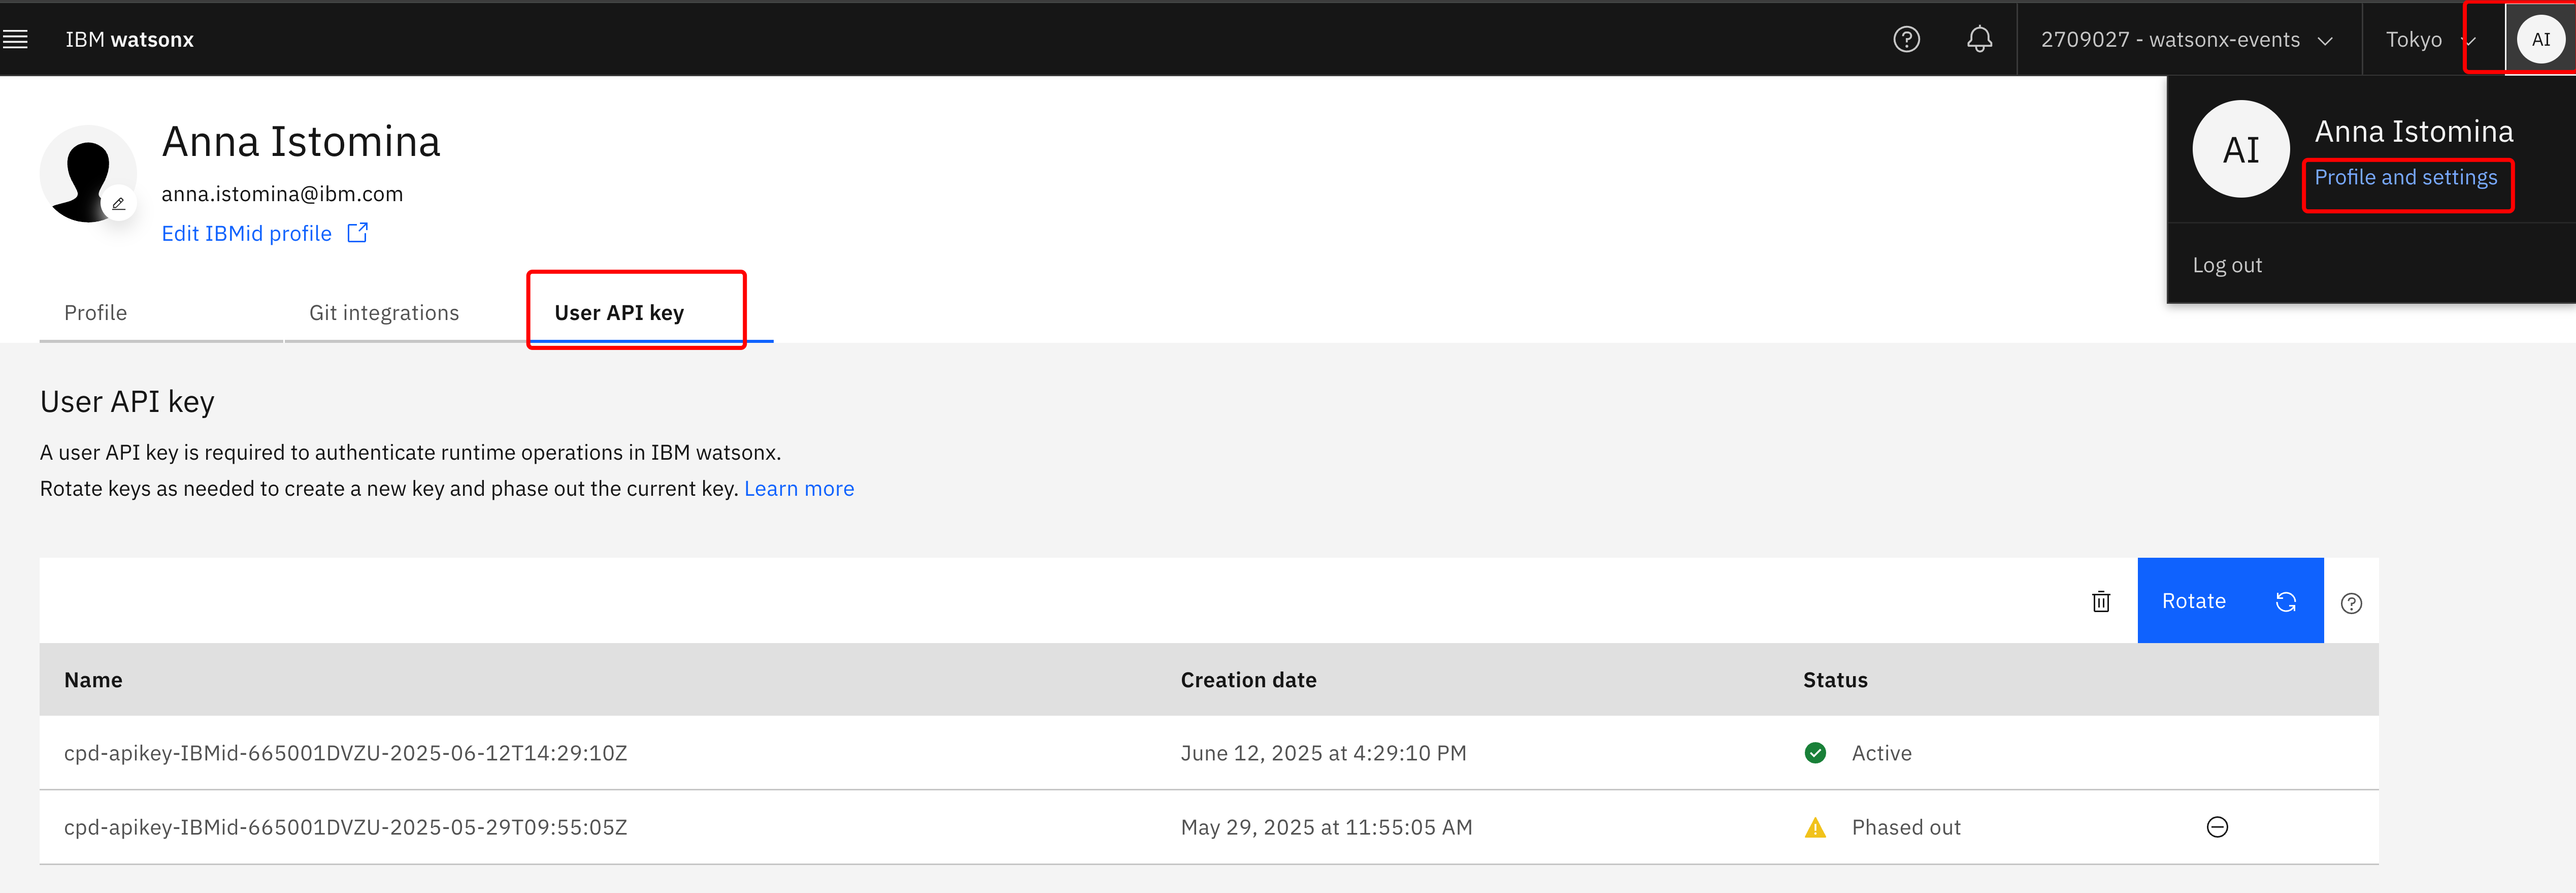 IBM watsonx
2709027 - watsonx-events
Tokyo
AI
Anna Istomina
anna.istomina@ibm.com
Edit IBMid profile
AI
Anna Istomina
Profile and settings
Log out
Profile
Git integrations
User API key
User API key
A user API key is required to authenticate runtime operations in IBM watsonx.
Rotate keys as needed to create a new key and phase out the current key. Learn more
Rotate
Name
Creation date
Status
cpd-apikey-IBMid-665001DVZU-2025-06-12T14:29:10Z
June 12, 2025 at 4:29:10 PM
Active
cpd-apikey-IBMid-665001DVZU-2025-05-29T09:55:05Z
May 29, 2025 at 11:55:05 AM
Phased out